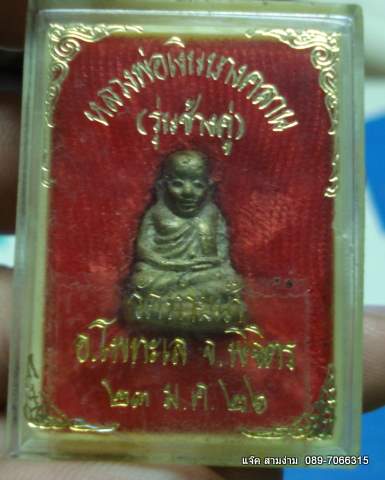 หลวงพ่อเงินบางคลาน
(รุ่นช้างคู่)
อ.โพทะเล จ.พิจิตร
๒๓ ม.ค. ๒๖
แจ๊ค สามง่าม 089-7066315